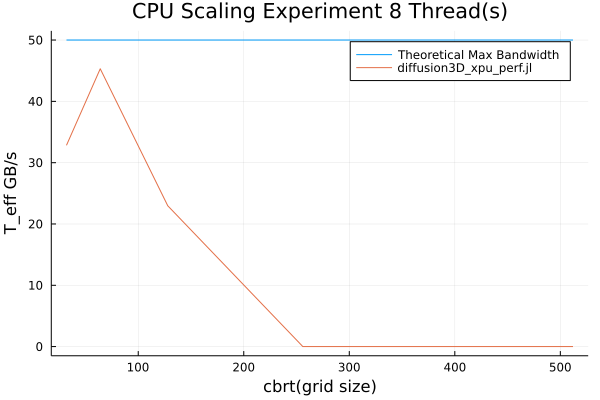 CPU Scaling Experiment 8 Thread(s)
Theoretical Max Bandwidth
diffusion3D_xpu_perf.jl
T_eff GB/s
50
40
30
20
10
0
100
200
300
400
500
cbrt(grid size)